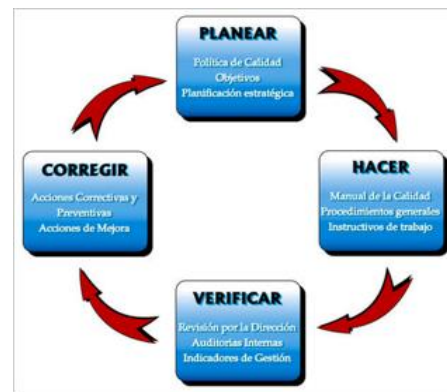 PLANEAR
Política de Calidad
Objetivos
Planificación estratégica
HACER
Manual de la Calidad
Procedimientos generales
Instructivos de trabajo
VERIFICAR
Revisión por la Dirección
Auditorías Internas
Indicadores de Gestión
CORREGIR
Acciones Correctivas y
Preventivas
Acciones de Mejora